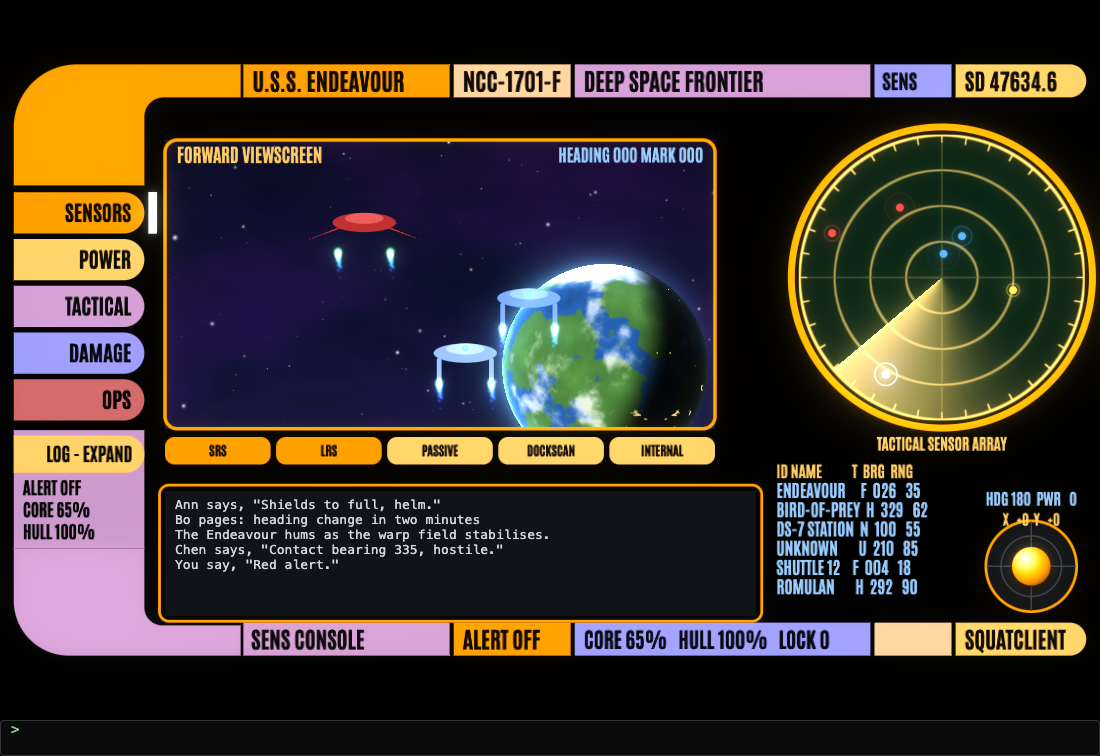 U.S.S. ENDEAVOUR NCC-1701-F DEEP SPACE FRONTIER SENS SD 47634.6
FORWARD VIEWSCREEN HEADING 000 MARK 000
SENSORS
POWER
TACTICAL
DAMAGE
OPS
LOG - EXPAND
ALERT OFF
CORE 65%
HULL 100%
SRS LRS PASSIVE DOCKSCAN INTERNAL
Ann says, "Shields to full, helm."
Bo pages: heading change in two minutes
The Endeavour hums as the warp field stabilises.
Chen says, "Contact bearing 335, hostile."
You say, "Red alert."
TACTICAL SENSOR ARRAY
ID NAME T BRG RNG
ENDEAVOUR F 026 35
BIRD-OF-PREY H 329 62
DS-7 STATION N 100 55
UNKNOWN U 210 85
SHUTTLE 12 F 004 18
ROMULAN H 292 90
HDG 180 PWR 0
X +0 Y +0
SENS CONSOLE ALERT OFF CORE 65% HULL 100% LOCK 0 SQUATCLIENT
>